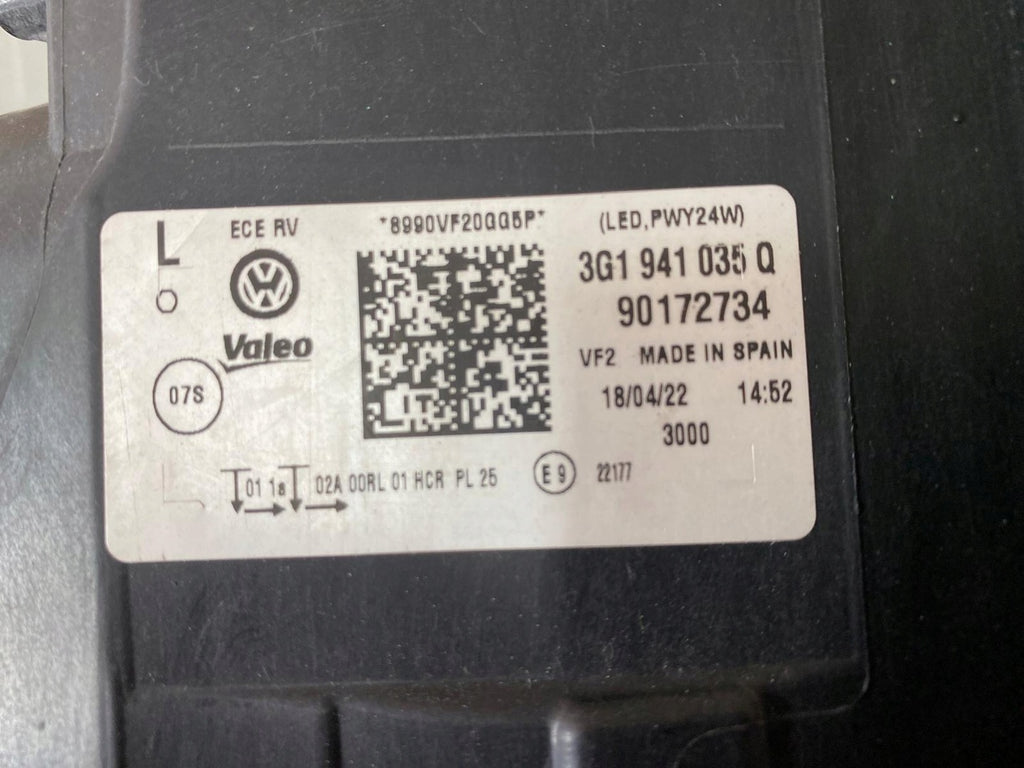 L
ECE RV
*8990VF20QQ5P*
(LED,PWY24W)
3G1 941 035 Q
90172734
Valeo
VF2 MADE IN SPAIN
07S
18/04/22 14:52
3000
01 1a 02A 00RL 01 HCR PL 25
E9 22177